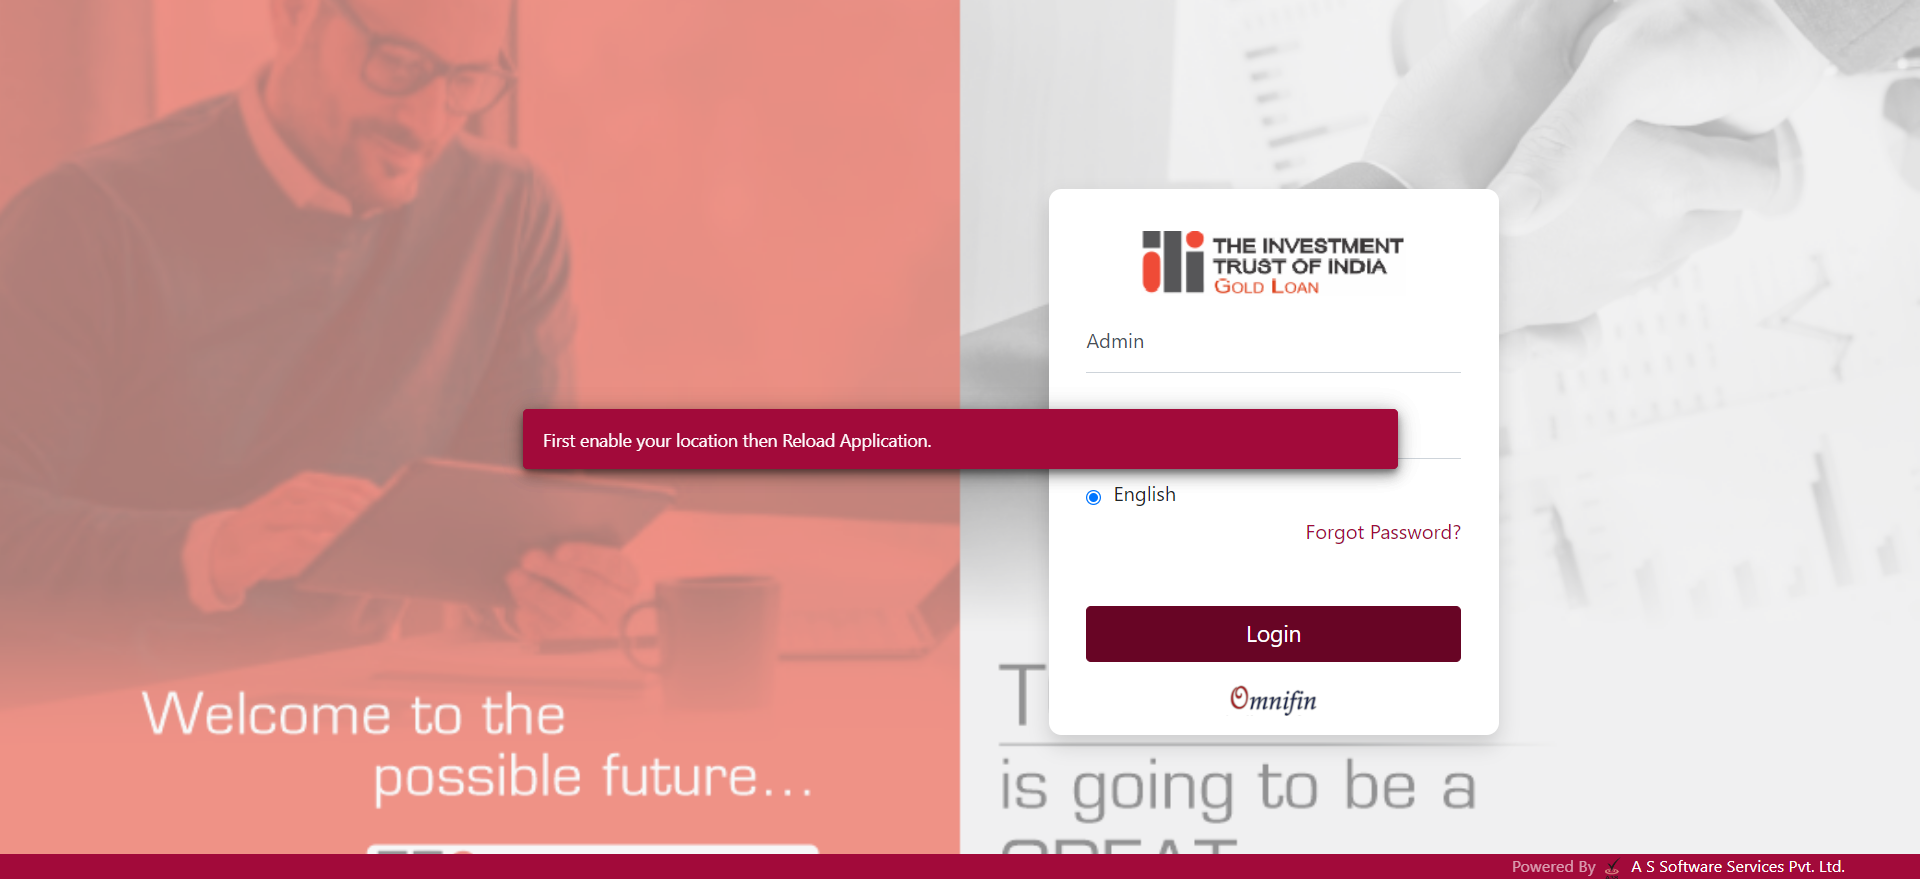 THE INVESTMENT
TRUST OF INDIA
GOLD LOAN
Admin
First enable your location then Reload Application.
English
Forgot Password?
Login
Omnifin
Welcome to the
possible future...
T
is going to be a
GREAT
Powered By A S Software Services Pvt. Ltd.